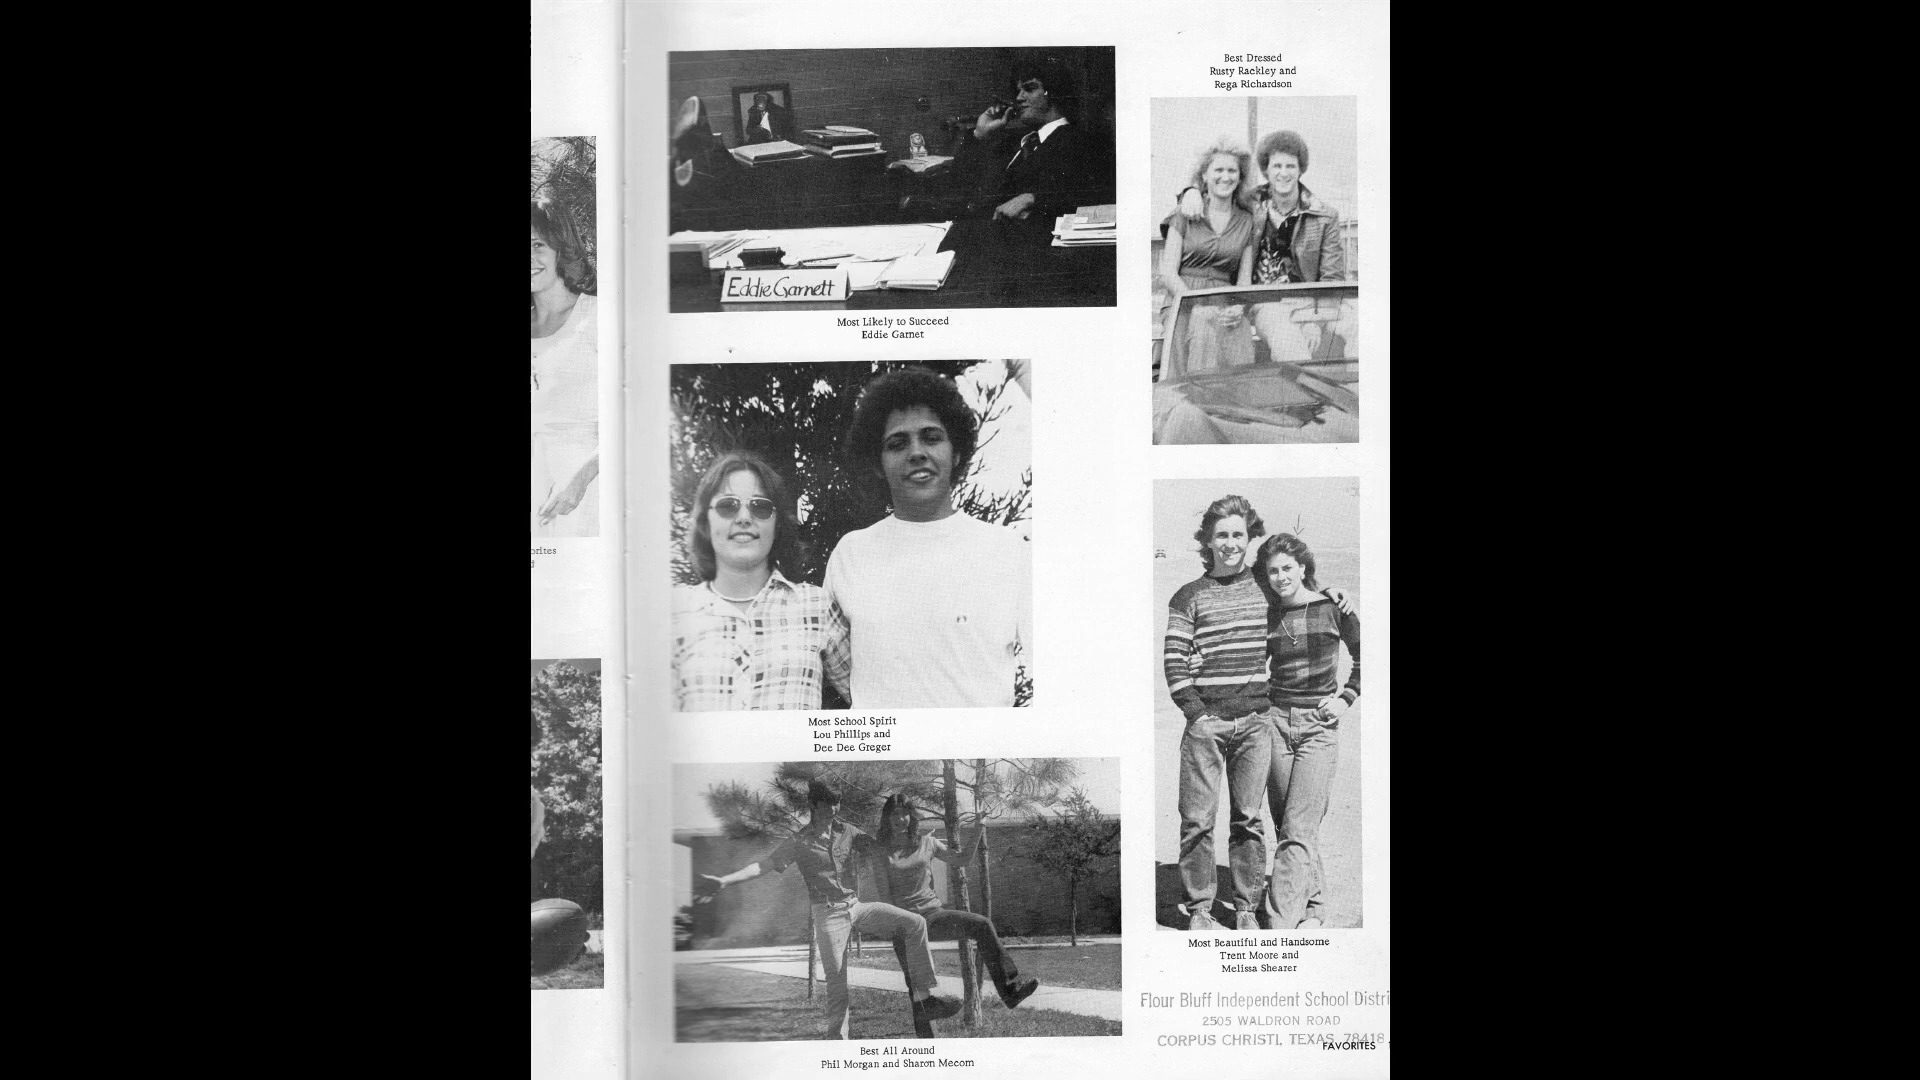 orites
Eddie Garnett
Most Likely to Succeed
Eddie Garnet
Most School Spirit
Lou Phillips and
Dee Dee Greger
Best All Around
Phil Morgan and Sharon Mecom
Best Dressed
Rusty Rackley and
Rega Richardson
Most Beautiful and Handsome
Trent Moore and
Melissa Shearer
Flour Bluff Independent School Distri
2505 WALDRON ROAD
CORPUS CHRISTI, TEXAS 78418
FAVORITES